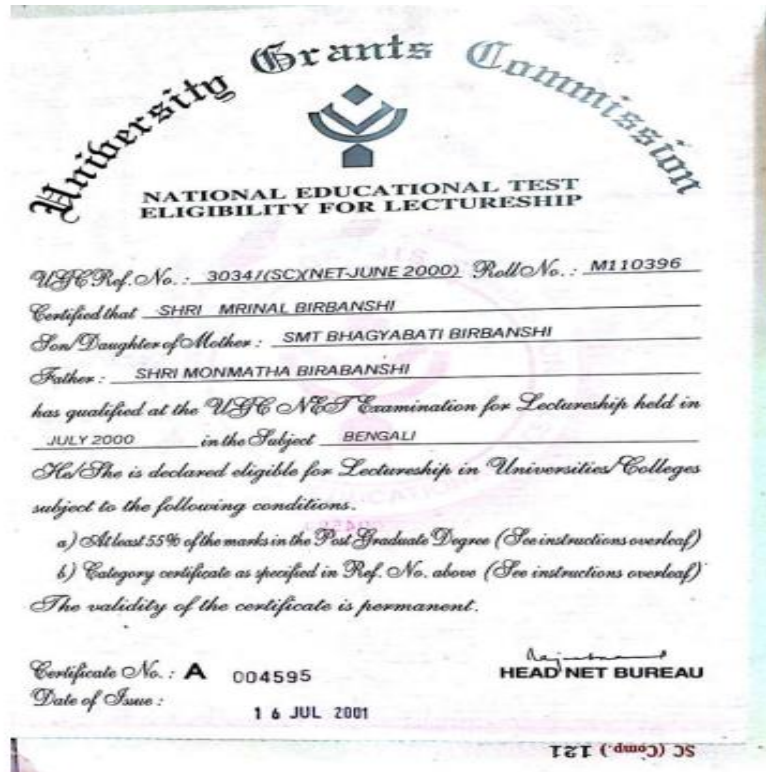 University Grants Commission
NATIONAL EDUCATIONAL TEST
ELIGIBILITY FOR LECTURESHIP
UGC Ref. No. : 3034/(SC)(NET-JUNE 2000) Roll No. : M110396
Certified that SHRI MRINAL BIRBANSHI
Son/Daughter of Mother : SMT BHAGYABATI BIRBANSHI
Father : SHRI MONMATHA BIRABANSHI
has qualified at the UGC NET Examination for Lectureship held in
JULY 2000 in the Subject BENGALI
He/She is declared eligible for Lectureship in Universities/Colleges
subject to the following conditions.
a) At least 55% of the marks in the Post Graduate Degree (See instructions overleaf)
b) Category certificate as specified in Ref. No. above (See instructions overleaf)
The validity of the certificate is permanent.
Certificate No. : A 004595
HEAD NET BUREAU
Date of Issue :
16 JUL 2001
SC (Comp.) 121